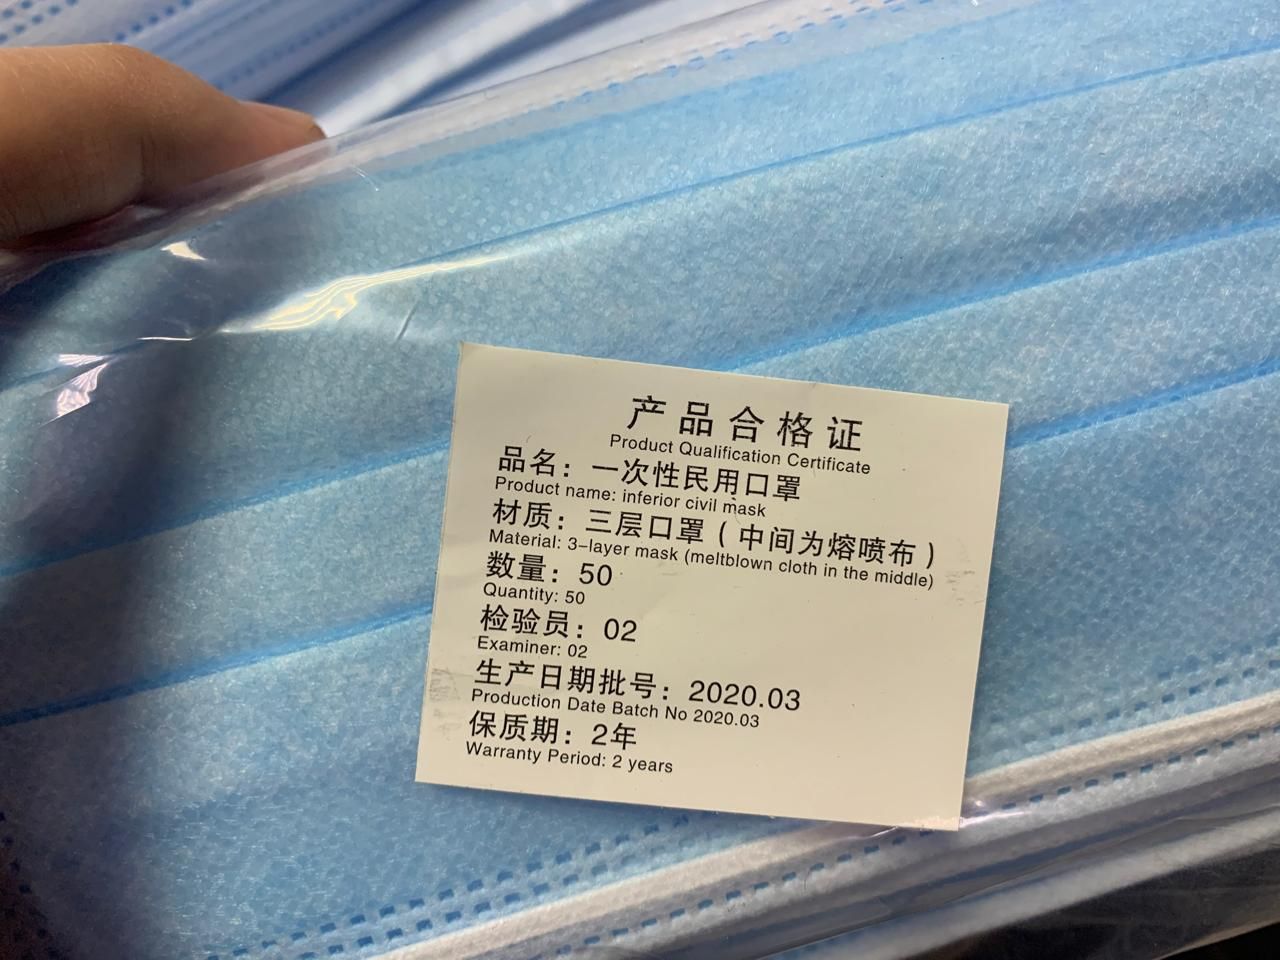 产品合格证
Product Qualification Certificate
品名：一次性民用口罩
Product name: inferior civil mask
材质：三层口罩（中间为熔喷布）
Material: 3-layer mask (meltblown cloth in the middle)
数量：50
Quantity: 50
检验员：02
Examiner: 02
生产日期批号：2020.03
Production Date Batch No 2020.03
保质期：2年
Warranty Period: 2 years